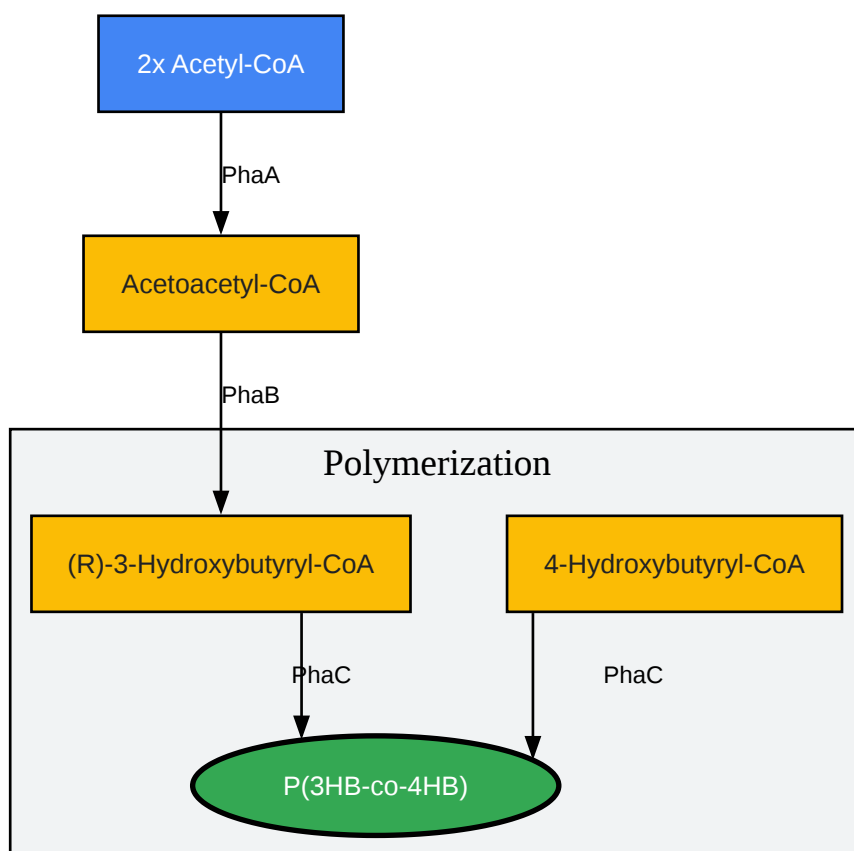 2x Acetyl-CoA
PhaA
Acetoacetyl-CoA
PhaB
Polymerization
(R)-3-Hydroxybutyryl-CoA
4-Hydroxybutyryl-CoA
PhaC
PhaC
P(3HB-co-4HB)